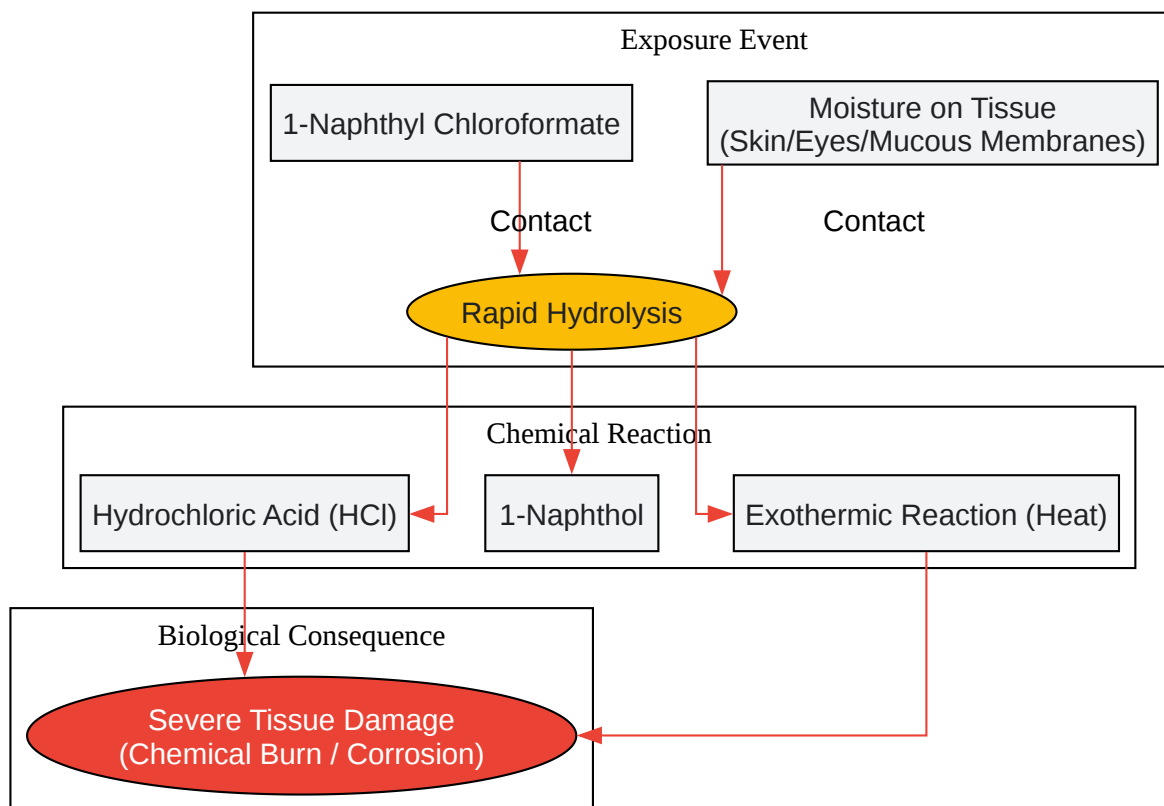 Exposure Event
1-Naphthyl Chloroformate
Moisture on Tissue
(Skin/Eyes/Mucous Membranes)
Contact
Contact
Rapid Hydrolysis
Chemical Reaction
Hydrochloric Acid (HCl)
1-Naphthol
Exothermic Reaction (Heat)
Biological Consequence
Severe Tissue Damage
(Chemical Burn / Corrosion)